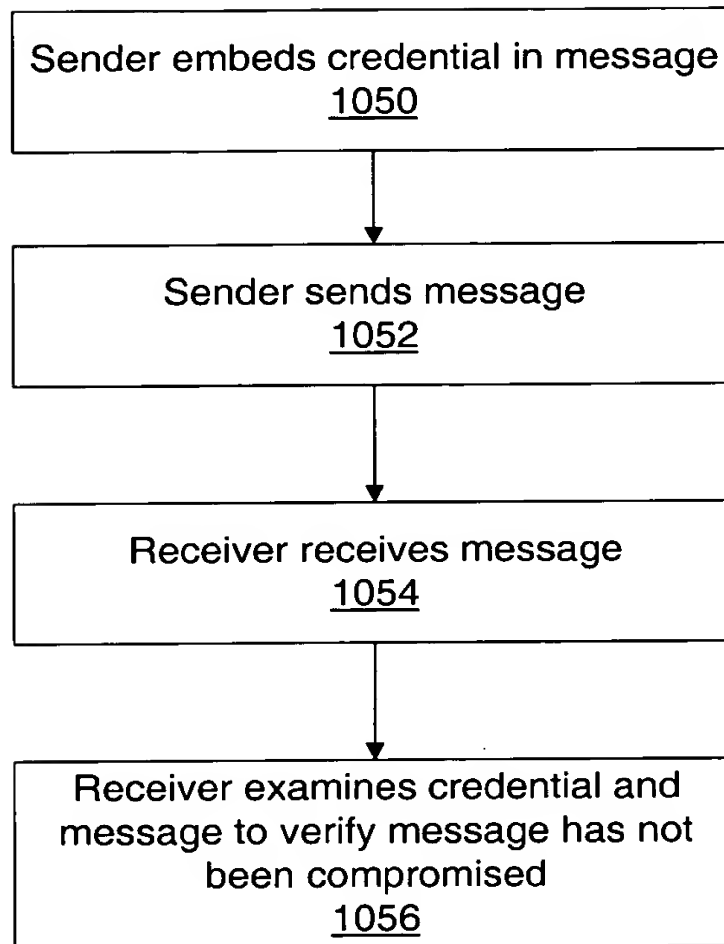 Sender embeds credential in message
1050
Sender sends message
1052
Receiver receives message
1054
Receiver examines credential and
message to verify message has not
been compromised
1056